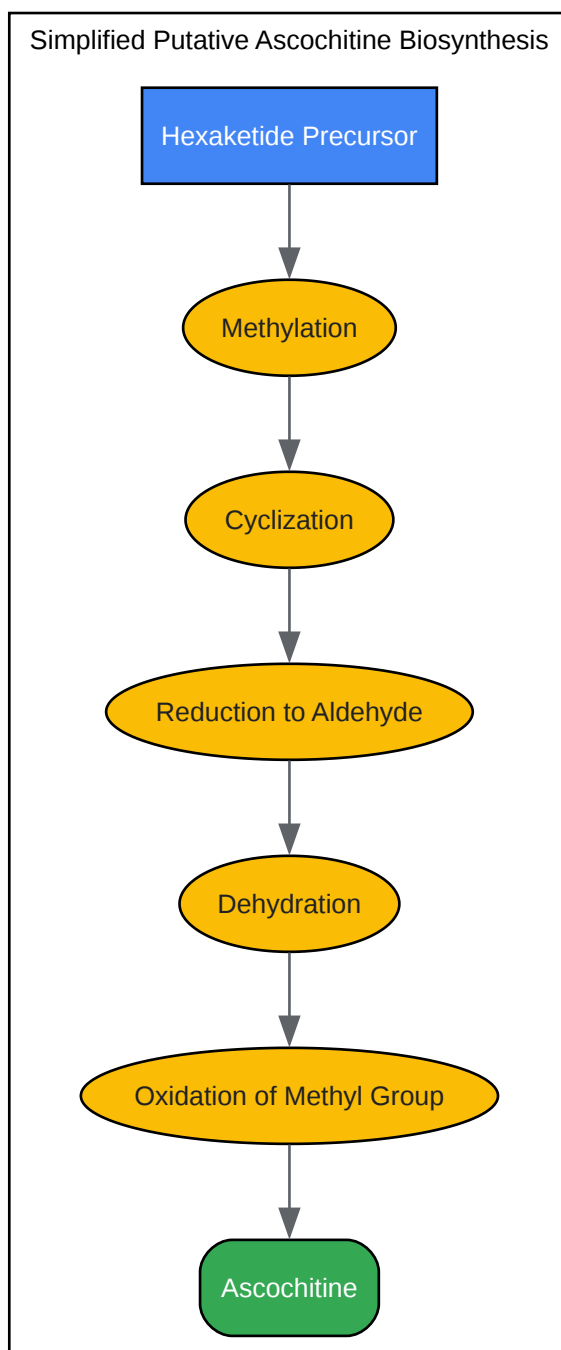 Simplified Putative Ascochitine Biosynthesis
Hexaketide Precursor
Methylation
Cyclization
Reduction to Aldehyde
Dehydration
Oxidation of Methyl Group
Ascochitine